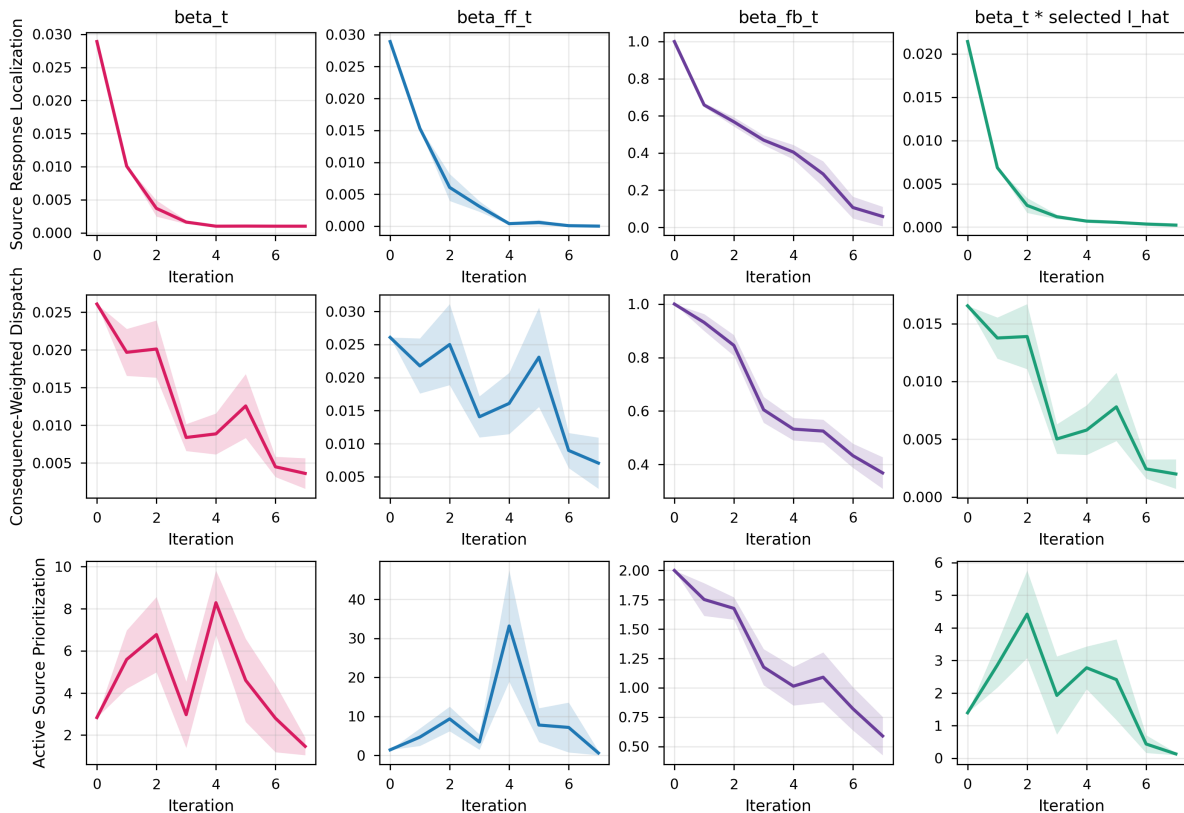 beta_t
beta_ff_t
beta_fb_t
beta_t * selected l_hat
Source Response Localization
0.030
0.025
0.020
0.015
0.010
0.005
0.000
0 2 4 6
Iteration
0.030
0.025
0.020
0.015
0.010
0.005
0.000
0 2 4 6
Iteration
1.0
0.8
0.6
0.4
0.2
0.0
0 2 4 6
Iteration
0.020
0.015
0.010
0.005
0.000
0 2 4 6
Iteration
Consequence-Weighted Dispatch
0.025
0.020
0.015
0.010
0.005
0 2 4 6
Iteration
0.030
0.025
0.020
0.015
0.010
0.005
0 2 4 6
Iteration
1.0
0.8
0.6
0.4
0 2 4 6
Iteration
0.015
0.010
0.005
0.000
0 2 4 6
Iteration
Active Source Prioritization
10
8
6
4
2
0 2 4 6
Iteration
40
30
20
10
0
0 2 4 6
Iteration
2.00
1.75
1.50
1.25
1.00
0.75
0.50
0 2 4 6
Iteration
6
5
4
3
2
1
0
0 2 4 6
Iteration